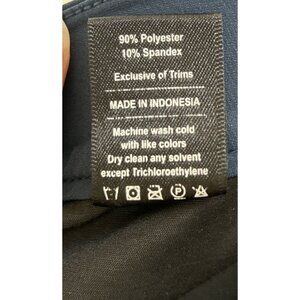 90% Polyester
10% Spandex
Exclusive of Trims
MADE IN INDONESIA
Machine wash cold
with like colors
Dry clean any solvent
except Trichloroethylene